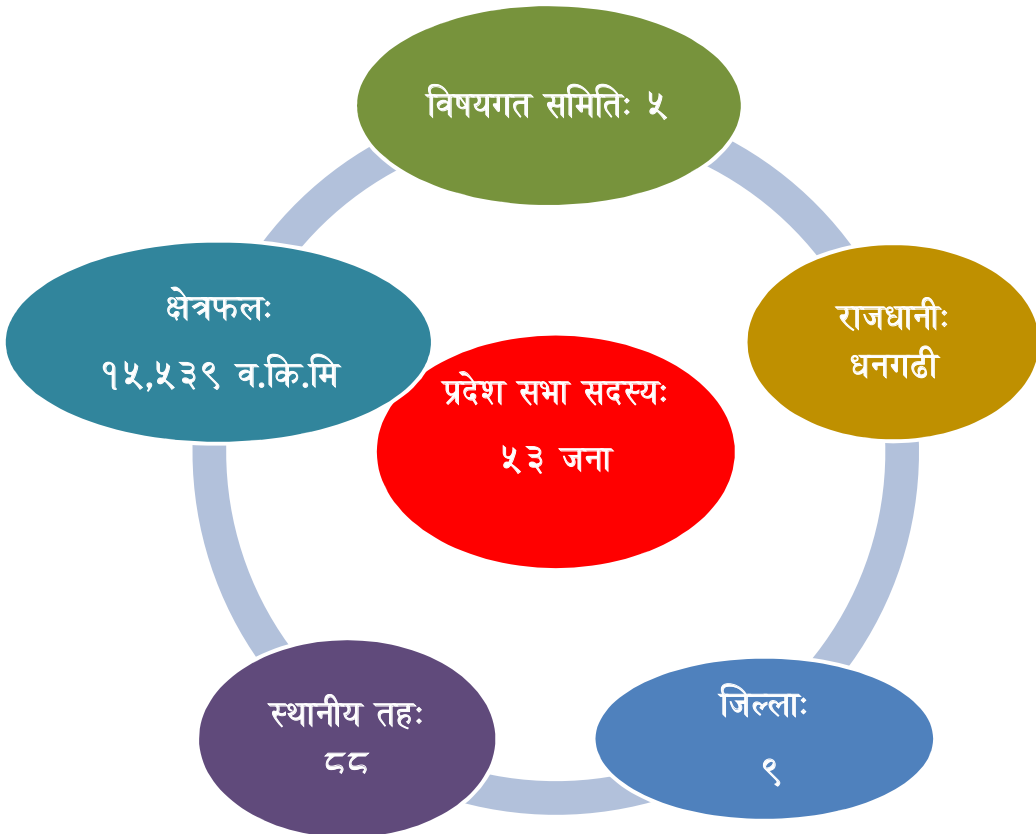 विषयगत समितिः ५
क्षेत्रफलः
१५,५३९ व.कि.मि
राजधानीः
धनगढी
प्रदेश सभा सदस्यः
५३ जना
स्थानीय तहः
८८
जिल्लाः
९